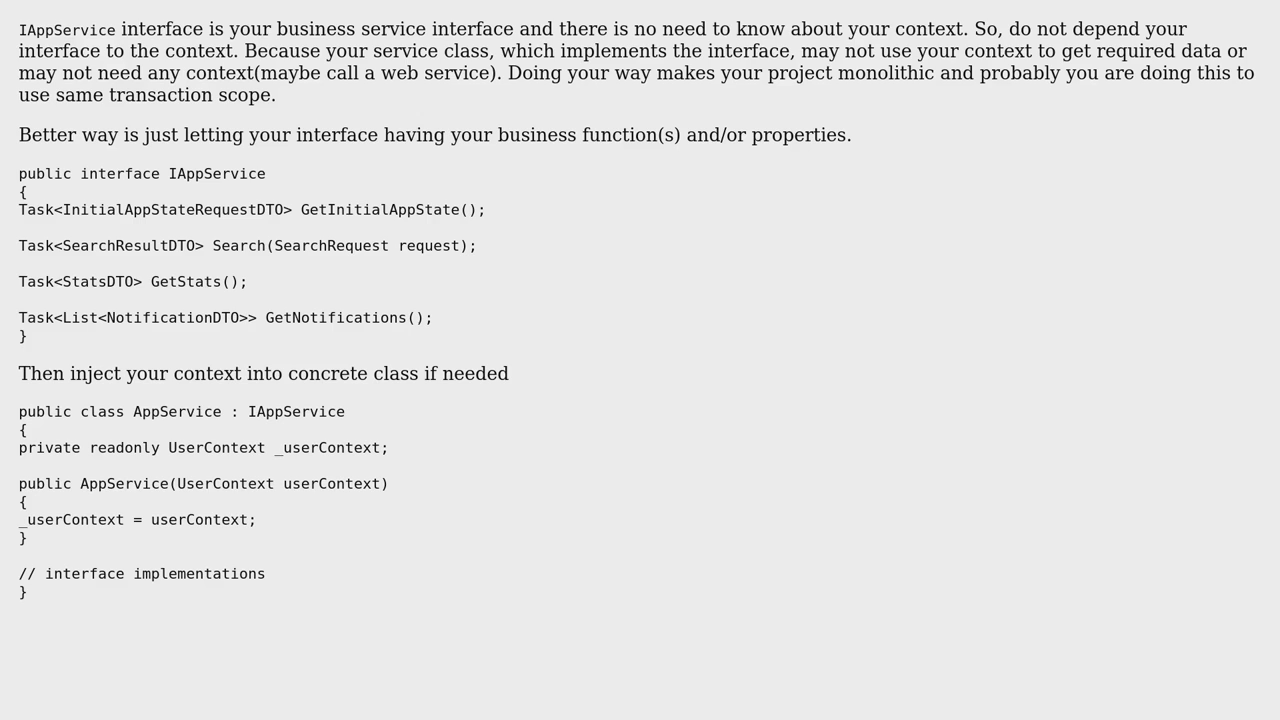 IAppService interface is your business service interface and there is no need to know about your context. So, do not depend your
interface to the context. Because your service class, which implements the interface, may not use your context to get required data or
may not need any context(maybe call a web service). Doing your way makes your project monolithic and probably you are doing this to
use same transaction scope.
Better way is just letting your interface having your business function(s) and/or properties.
public interface IAppService
{
Task<InitialAppStateRequestDTO> GetInitialAppState();
Task<SearchResultDTO> Search(SearchRequest request);
Task<StatsDTO> GetStats();
Task<List<NotificationDTO>> GetNotifications();
}
Then inject your context into concrete class if needed
public class AppService : IAppService
{
private readonly UserContext _userContext;
public AppService(UserContext userContext)
{
_userContext = userContext;
}
// interface implementations
}